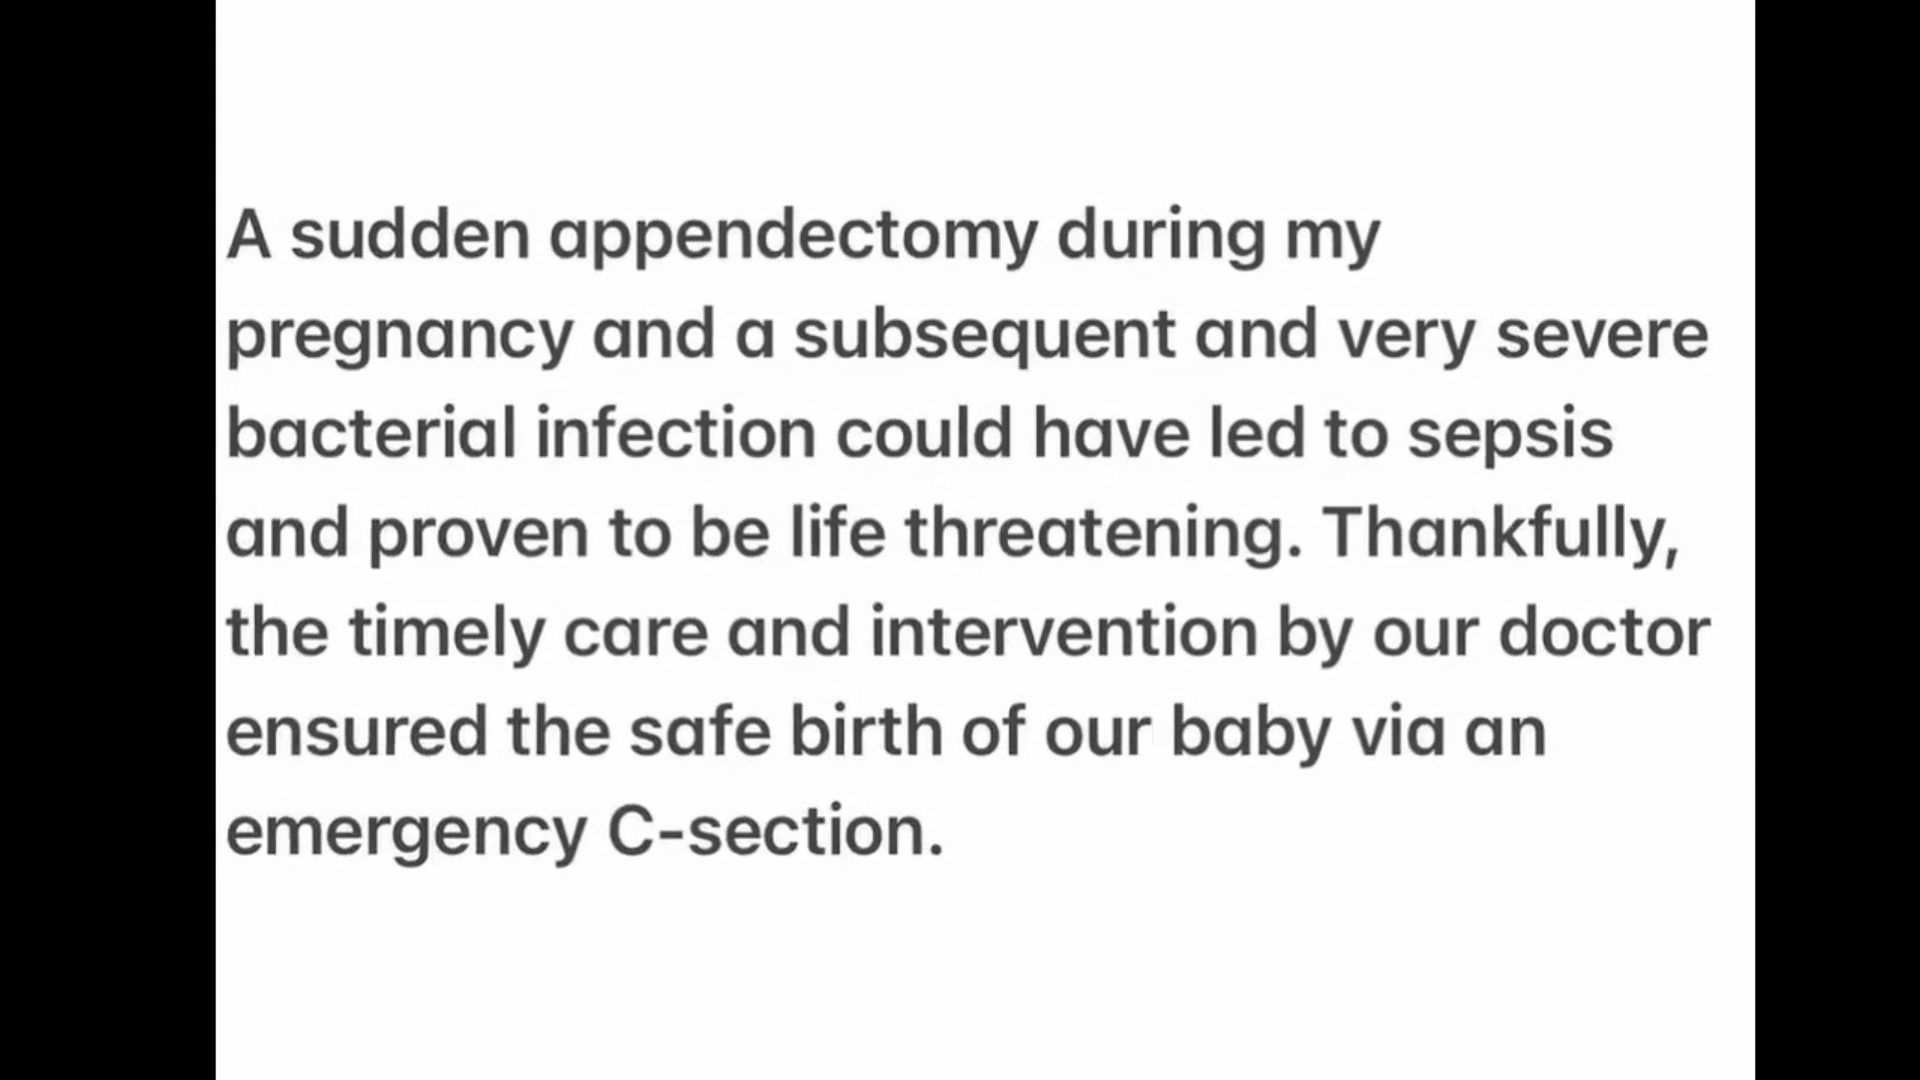 A sudden appendectomy during my
pregnancy and a subsequent and very severe
bacterial infection could have led to sepsis
and proven to be life threatening. Thankfully,
the timely care and intervention by our doctor
ensured the safe birth of our baby via an
emergency C-section.